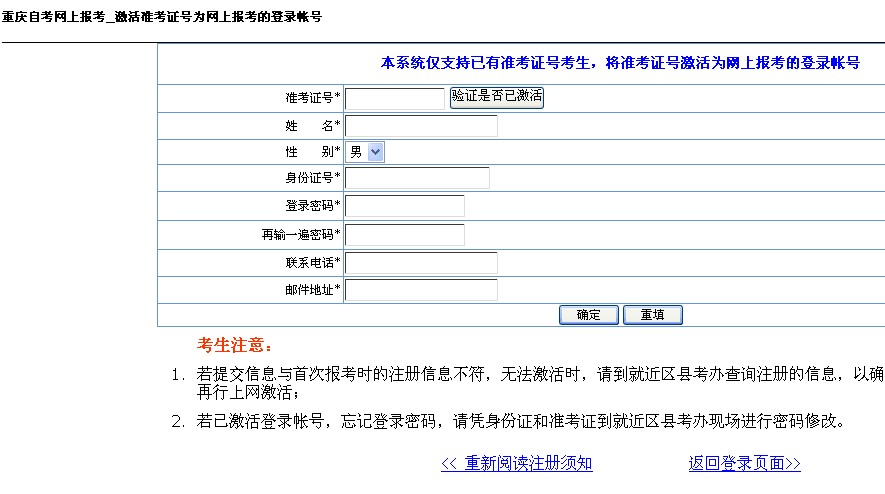 重庆自考网上报考_激活准考证号为网上报考的登录帐号
本系统仅支持已有准考证号考生，将准考证号激活为网上报考的登录帐号
准考证号* 验证是否已激活
姓 名*
性 别* 男
身份证号*
登录密码*
再输一遍密码*
联系电话*
邮件地址*
确定 重填
考生注意：
1. 若提交信息与首次报考时的注册信息不符，无法激活时，请到就近区县考办查询注册的信息，以确
再行上网激活；
2. 若已激活登录帐号，忘记登录密码，请凭身份证和准考证到就近区县考办现场进行密码修改。
<< 重新阅读注册须知 返回登录页面>>